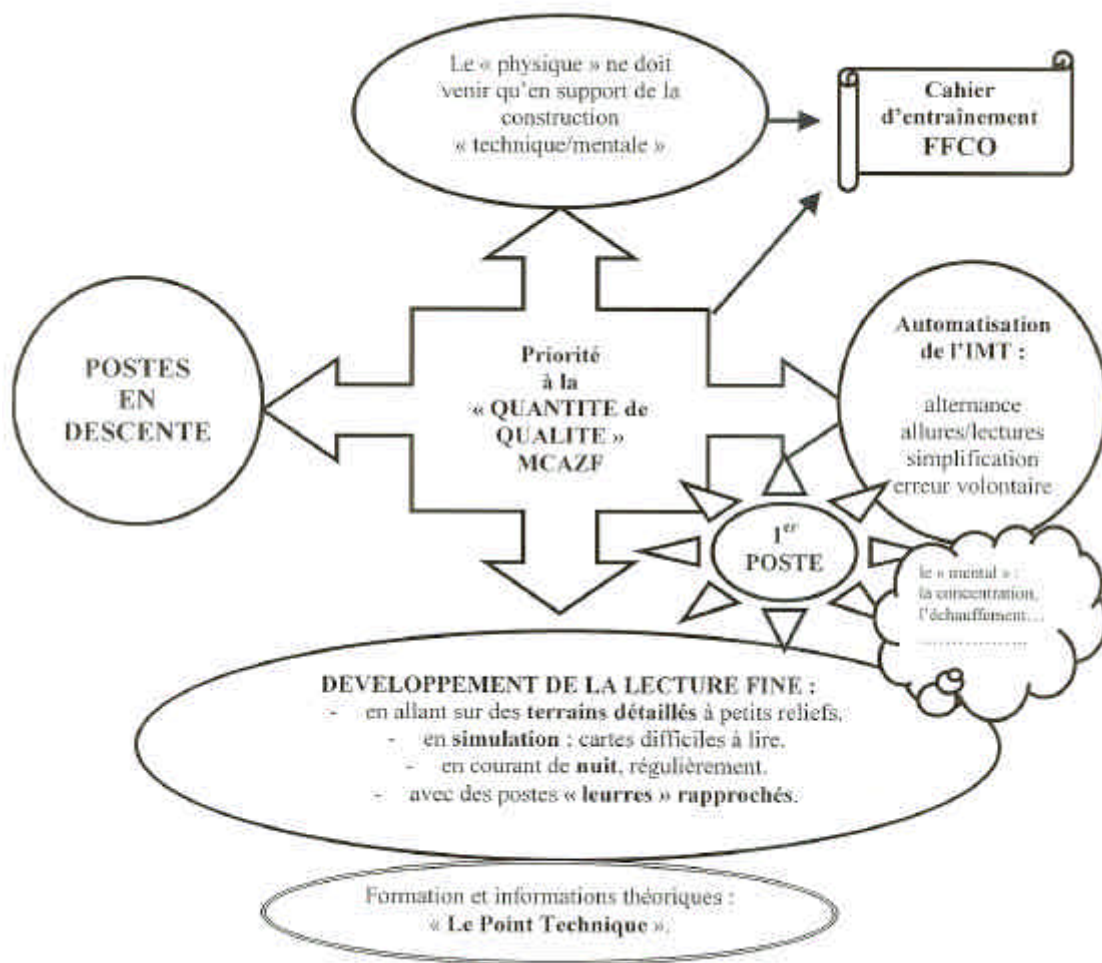 Le « physique » ne doit
venir qu'en support de la
construction
« technique/mentale »
Cahier
d'entraînement
FFCO
POSTES
EN
DESCENTE
Priorité
à la
« QUANTITE de
QUALITE »
MCAZF
Automatisation
de l'IMT :
alternance
allures/lectures
simplification
erreur volontaire
1er
POSTE
le « mental » :
la concentration,
l'échauffement…
………………..
DEVELOPPEMENT DE LA LECTURE FINE :
- en allant sur des terrains détaillés à petits reliefs.
- en simulation : cartes difficiles à lire.
- en courant de nuit, régulièrement.
- avec des postes « leurres » rapprochés.
Formation et informations théoriques :
« Le Point Technique ».